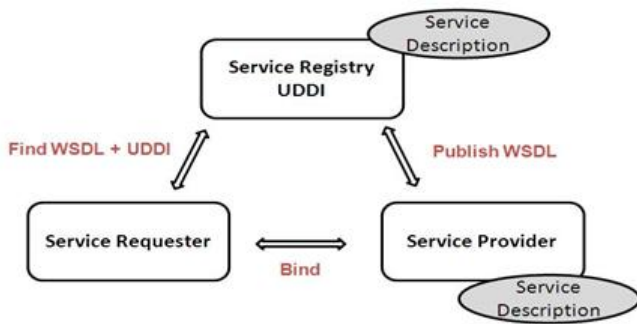 Service
Description
Service Registry
UDDI
Find WSDL + UDDI
Publish WSDL
Service Requester
Service Provider
Bind
Service
Description